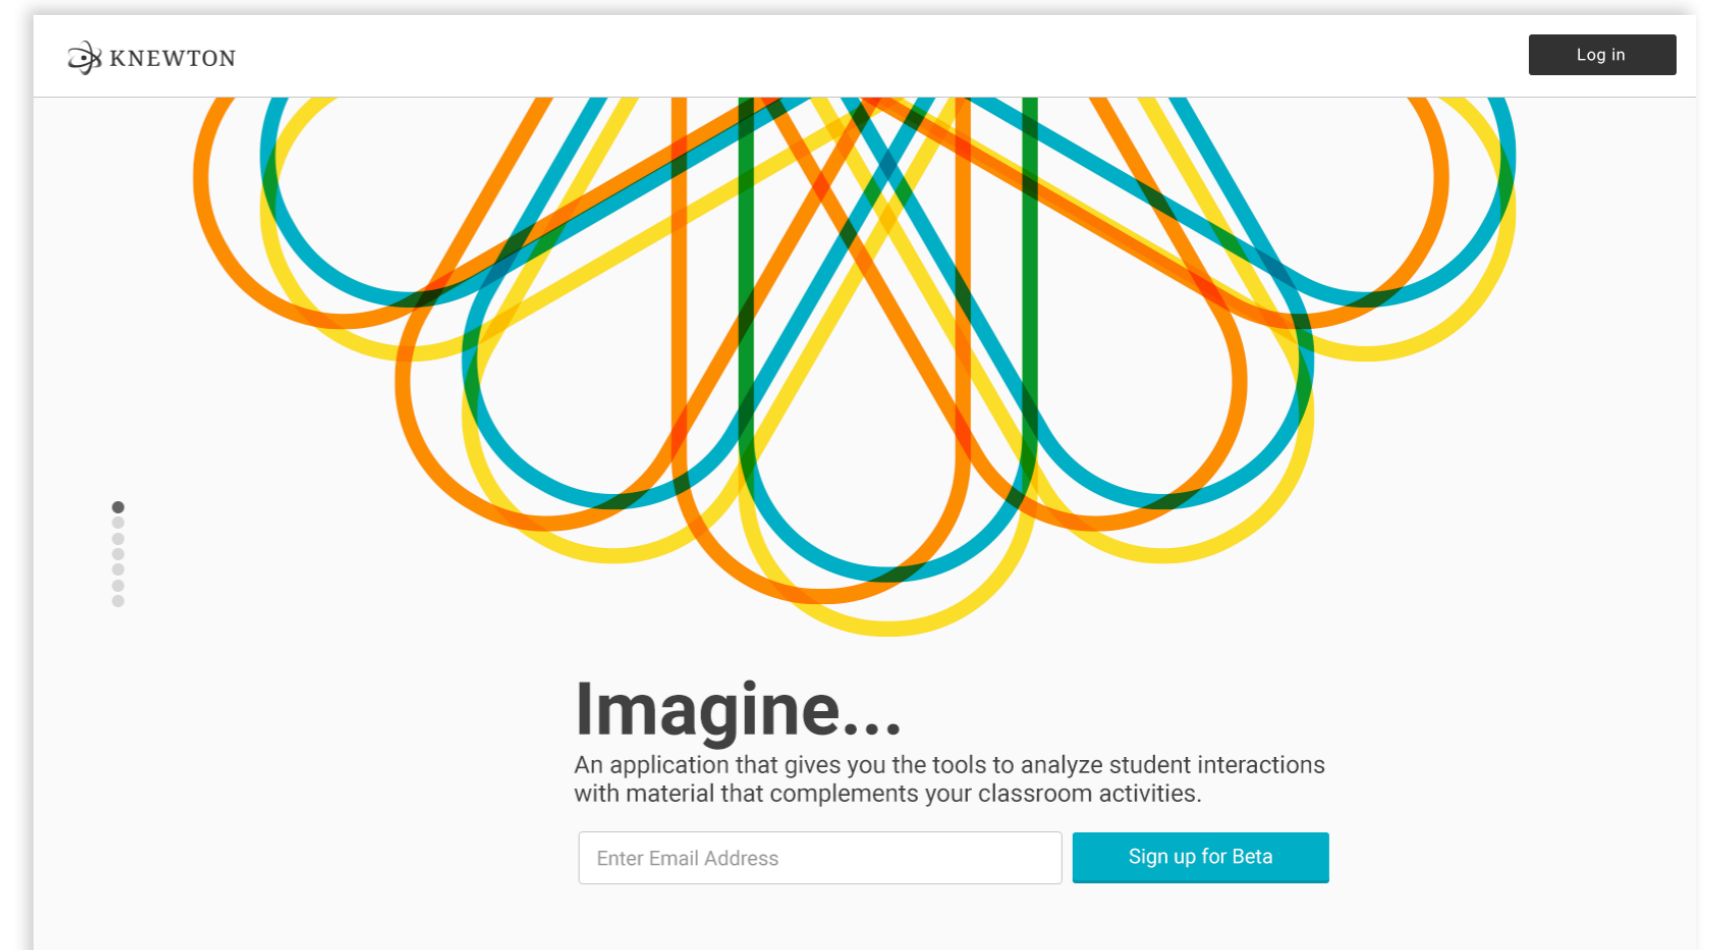 KNEWTON
Log in
Imagine...
An application that gives you the tools to analyze student interactions
with material that complements your classroom activities.
Enter Email Address
Sign up for Beta